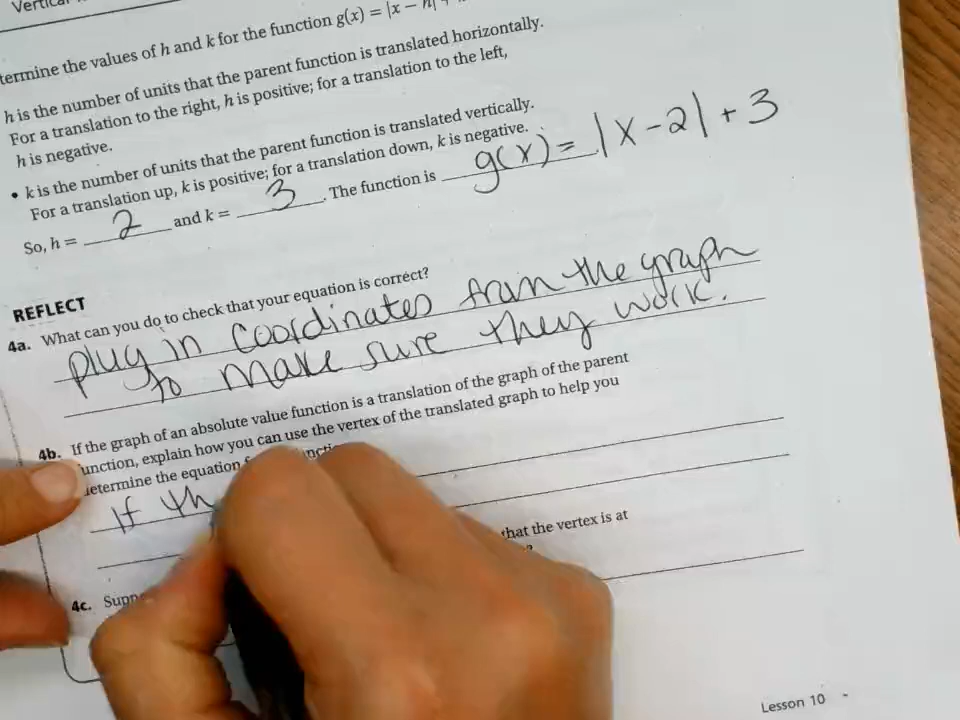 Vertical
termine the values of h and k for the function g(x) = |x − h| +
h is the number of units that the parent function is translated horizontally.
For a translation to the right, h is positive; for a translation to the left,
h is negative.
• k is the number of units that the parent function is translated vertically.
For a translation up, k is positive; for a translation down, k is negative.
So, h = 2 and k = 3. The function is g(x) = |x-2| + 3
REFLECT
4a. What can you do to check that your equation is correct?
plug in coordinates from the graph
to make sure they work.
4b. If the graph of an absolute value function is a translation of the graph of the parent
unction, explain how you can use the vertex of the translated graph to help you
etermine the equation
If th
that the vertex is at
4c. Supp
Lesson 10